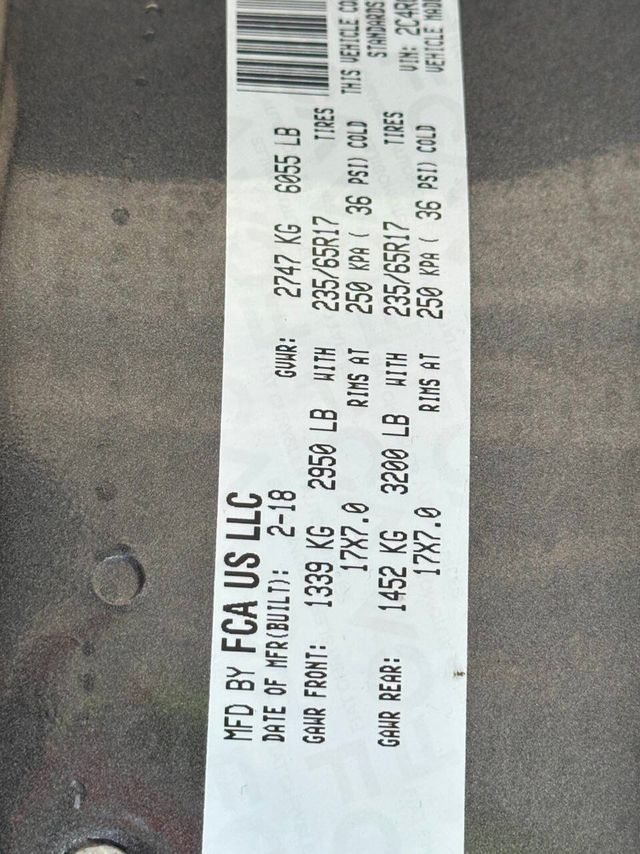 MFD BY FCA US LLC
DATE OF MFR(BUILT): 2-18 GVWR: 2747 KG 6055 LB
GAWR FRONT: 1339 KG 2950 LB WITH 235/65R17 TIRES
17X7.0 RIMS AT 250 KPA ( 36 PSI) COLD
GAWR REAR: 1452 KG 3200 LB WITH 235/65R17 TIRES
17X7.0 RIMS AT 250 KPA ( 36 PSI) COLD
THIS VEHICLE
STANDARDS
VIN:
VEHICLE